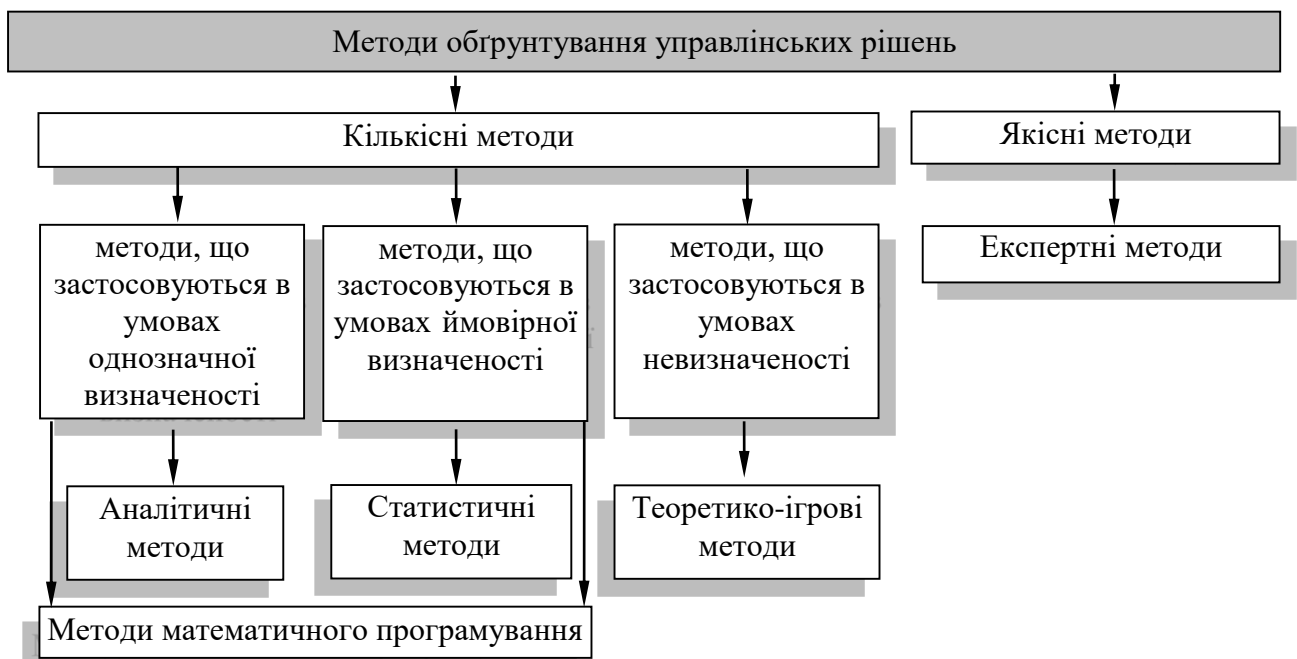 Методи обґрунтування управлінських рішень
Кількісні методи
Якісні методи
методи, що
застосовуються в
умовах
однозначної
визначеності
методи, що
застосовуються в
умовах ймовірної
визначеності
методи, що
застосовуються в
умовах
невизначеності
Експертні методи
Аналітичні
методи
Статистичні
методи
Теоретико-ігрові
методи
Методи математичного програмування